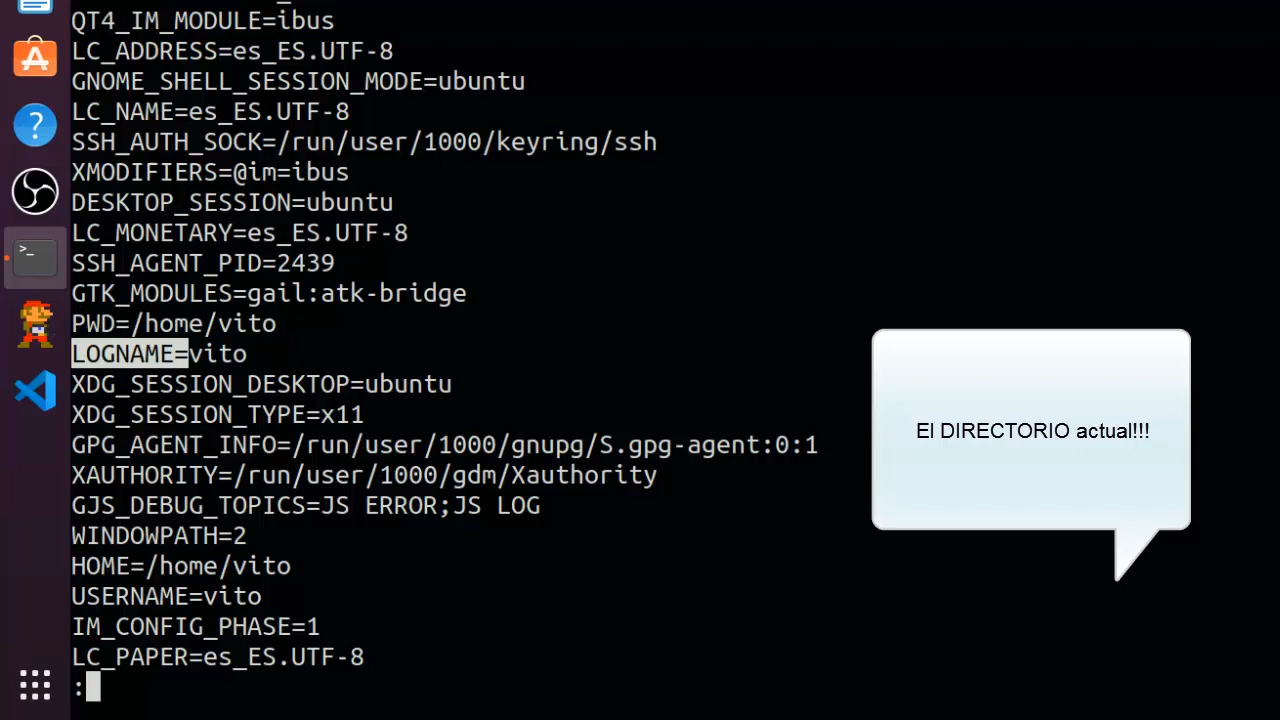 QT4_IM_MODULE=ibus
LC_ADDRESS=es_ES.UTF-8
GNOME_SHELL_SESSION_MODE=ubuntu
LC_NAME=es_ES.UTF-8
SSH_AUTH_SOCK=/run/user/1000/keyring/ssh
XMODIFIERS=@im=ibus
DESKTOP_SESSION=ubuntu
LC_MONETARY=es_ES.UTF-8
SSH_AGENT_PID=2439
GTK_MODULES=gail:atk-bridge
PWD=/home/vito
LOGNAME=vito
XDG_SESSION_DESKTOP=ubuntu
XDG_SESSION_TYPE=x11
GPG_AGENT_INFO=/run/user/1000/gnupg/S.gpg-agent:0:1
XAUTHORITY=/run/user/1000/gdm/Xauthority
GJS_DEBUG_TOPICS=JS ERROR;JS LOG
WINDOWPATH=2
HOME=/home/vito
USERNAME=vito
IM_CONFIG_PHASE=1
LC_PAPER=es_ES.UTF-8
:
El DIRECTORIO actual!!!